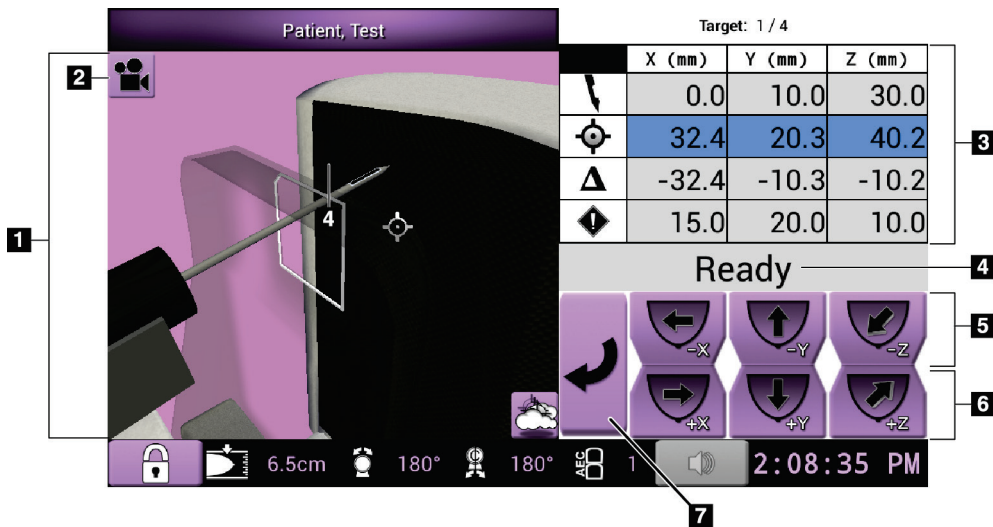 Patient, Test
Target: 1 / 4
X (mm) Y (mm) Z (mm)
0.0 10.0 30.0
32.4 20.3 40.2
Δ -32.4 -10.3 -10.2
! 15.0 20.0 10.0
Ready
-X -Y -Z
+X +Y +Z
4
6.5cm 180° C 180° AEC 1 2:08:35 PM
1
2
3
4
5
6
7